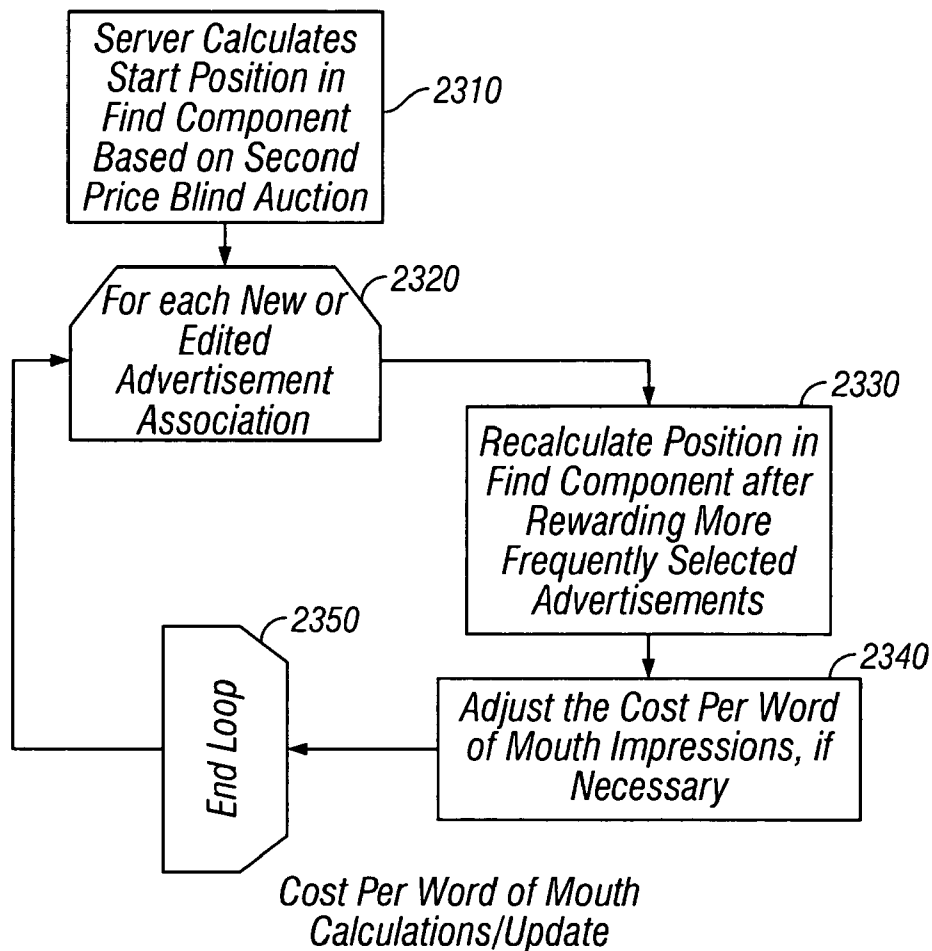 Server Calculates
Start Position in
Find Component
Based on Second
Price Blind Auction
2310
For each New or
Edited
Advertisement
Association
2320
Recalculate Position in
Find Component after
Rewarding More
Frequently Selected
Advertisements
2330
Adjust the Cost Per Word
of Mouth Impressions, if
Necessary
2340
End Loop
2350
Cost Per Word of Mouth
Calculations/Update